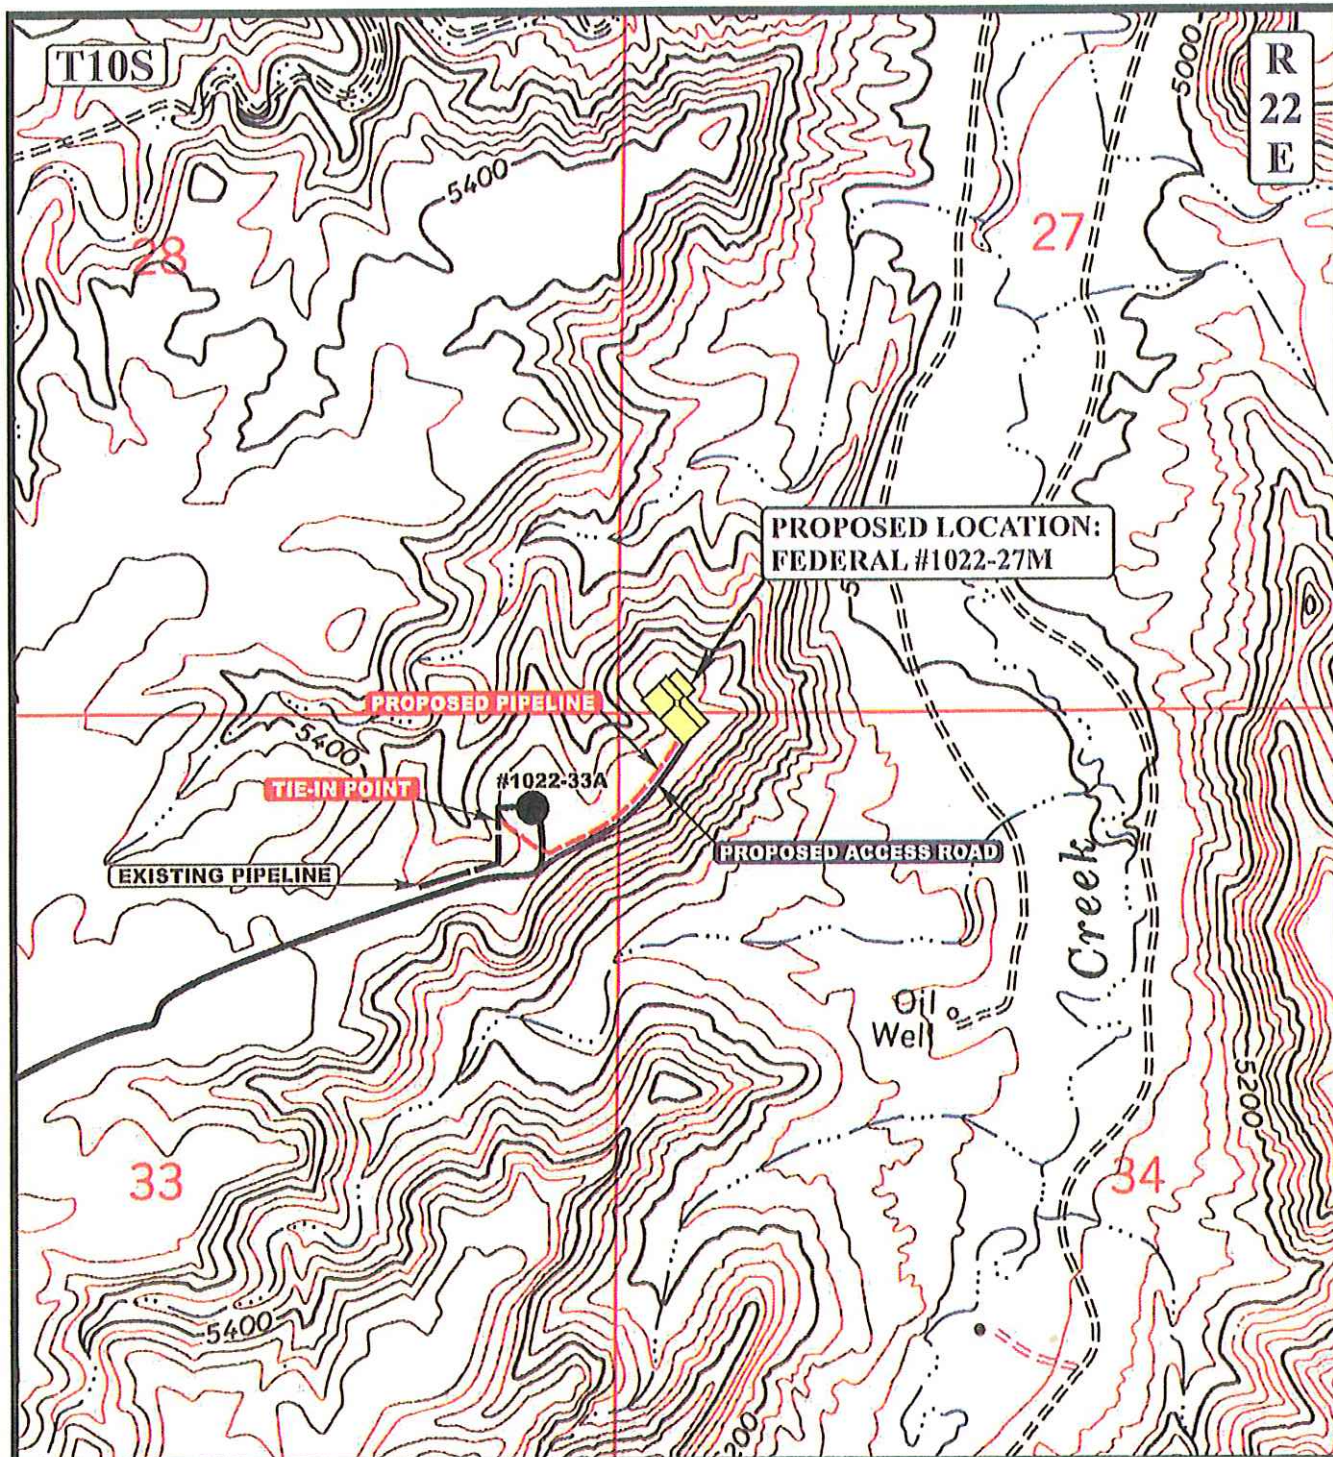 T10S
R
22
E
5000
5400
28
27
PROPOSED LOCATION:
FEDERAL #1022-27M
PROPOSED PIPELINE
5400
#1022-33A
TIE-IN POINT
PROPOSED ACCESS ROAD
EXISTING PIPELINE
Creek
Oil
Well
5200
33
34
5400
200